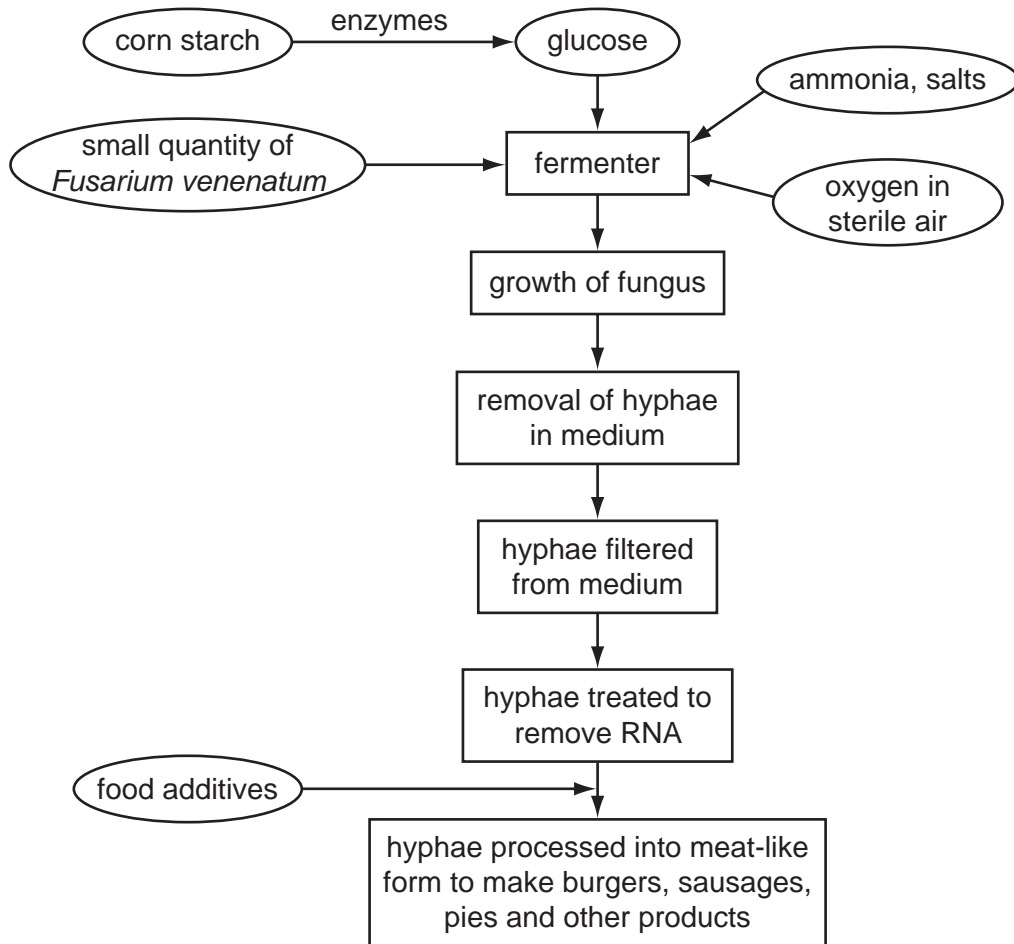 corn starch
enzymes
glucose
ammonia, salts
small quantity of
Fusarium venenatum
fermenter
oxygen in
sterile air
growth of fungus
removal of hyphae
in medium
hyphae filtered
from medium
hyphae treated to
remove RNA
food additives
hyphae processed into meat-like
form to make burgers, sausages,
pies and other products